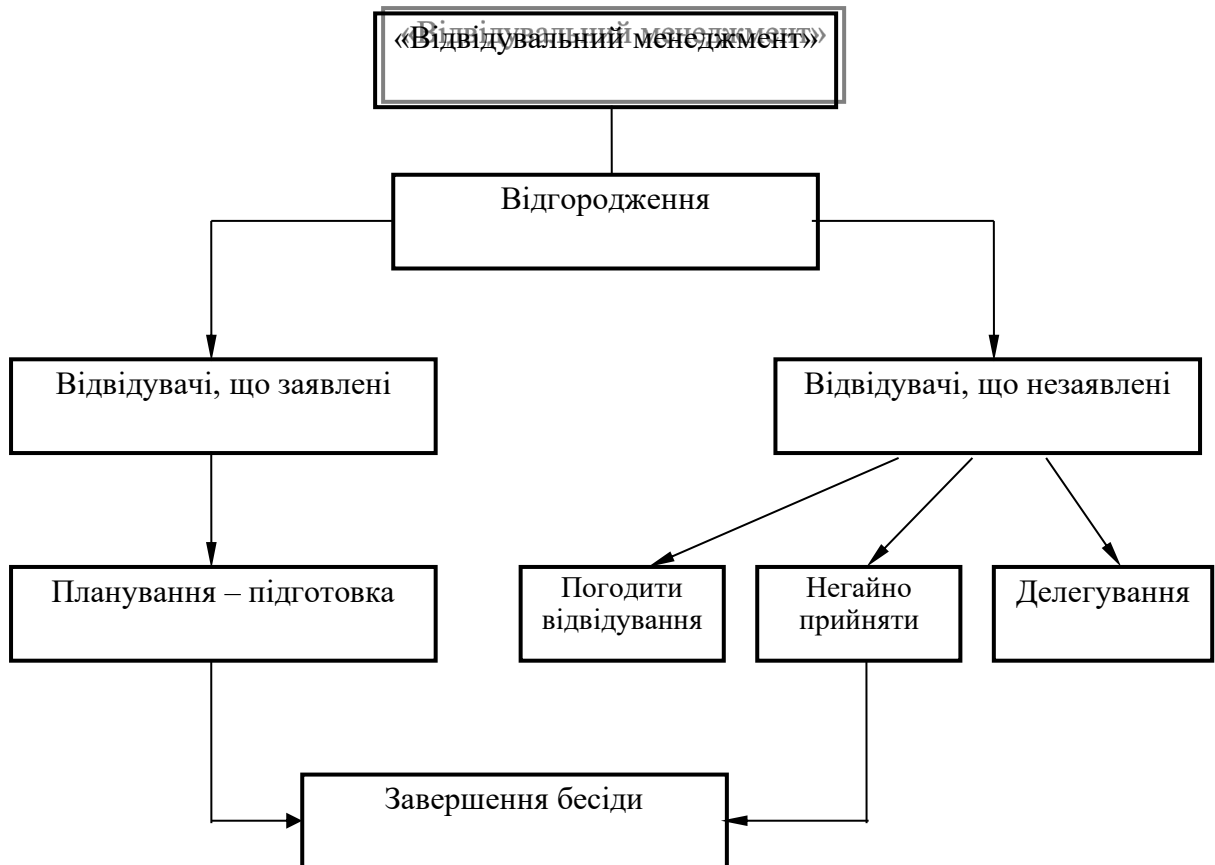 «Відвідувальний менеджмент»
Відгородження
Відвідувачі, що заявлені
Відвідувачі, що незаявлені
Планування – підготовка
Погодити
відвідування
Негайно
прийняти
Делегування
Завершення бесіди